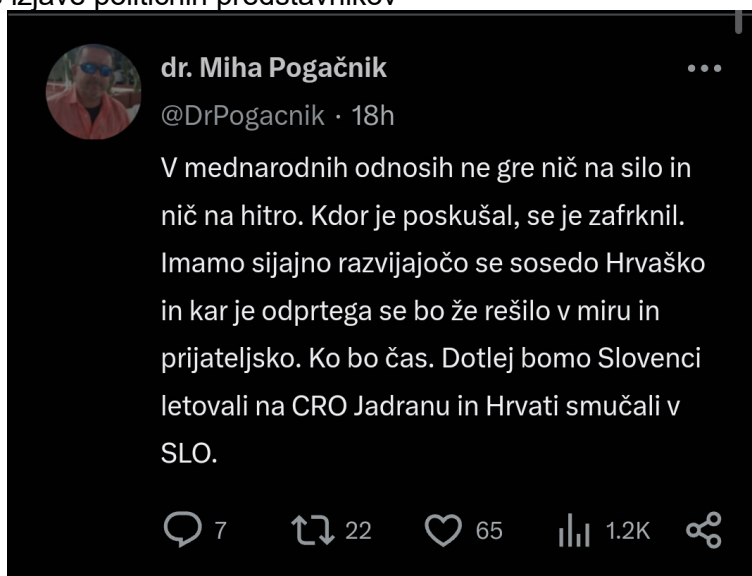 izjave političnih predstavnikov
dr. Miha Pogačnik
@DrPogacnik · 18h
V mednarodnih odnosih ne gre nič na silo in
nič na hitro. Kdor je poskušal, se je zafrknil.
Imamo sijajno razvijajočo se sosedo Hrvaško
in kar je odprtega se bo že rešilo v miru in
prijateljsko. Ko bo čas. Dotlej bomo Slovenci
letovali na CRO Jadranu in Hrvati smučali v
SLO.
7 22 65 1.2K